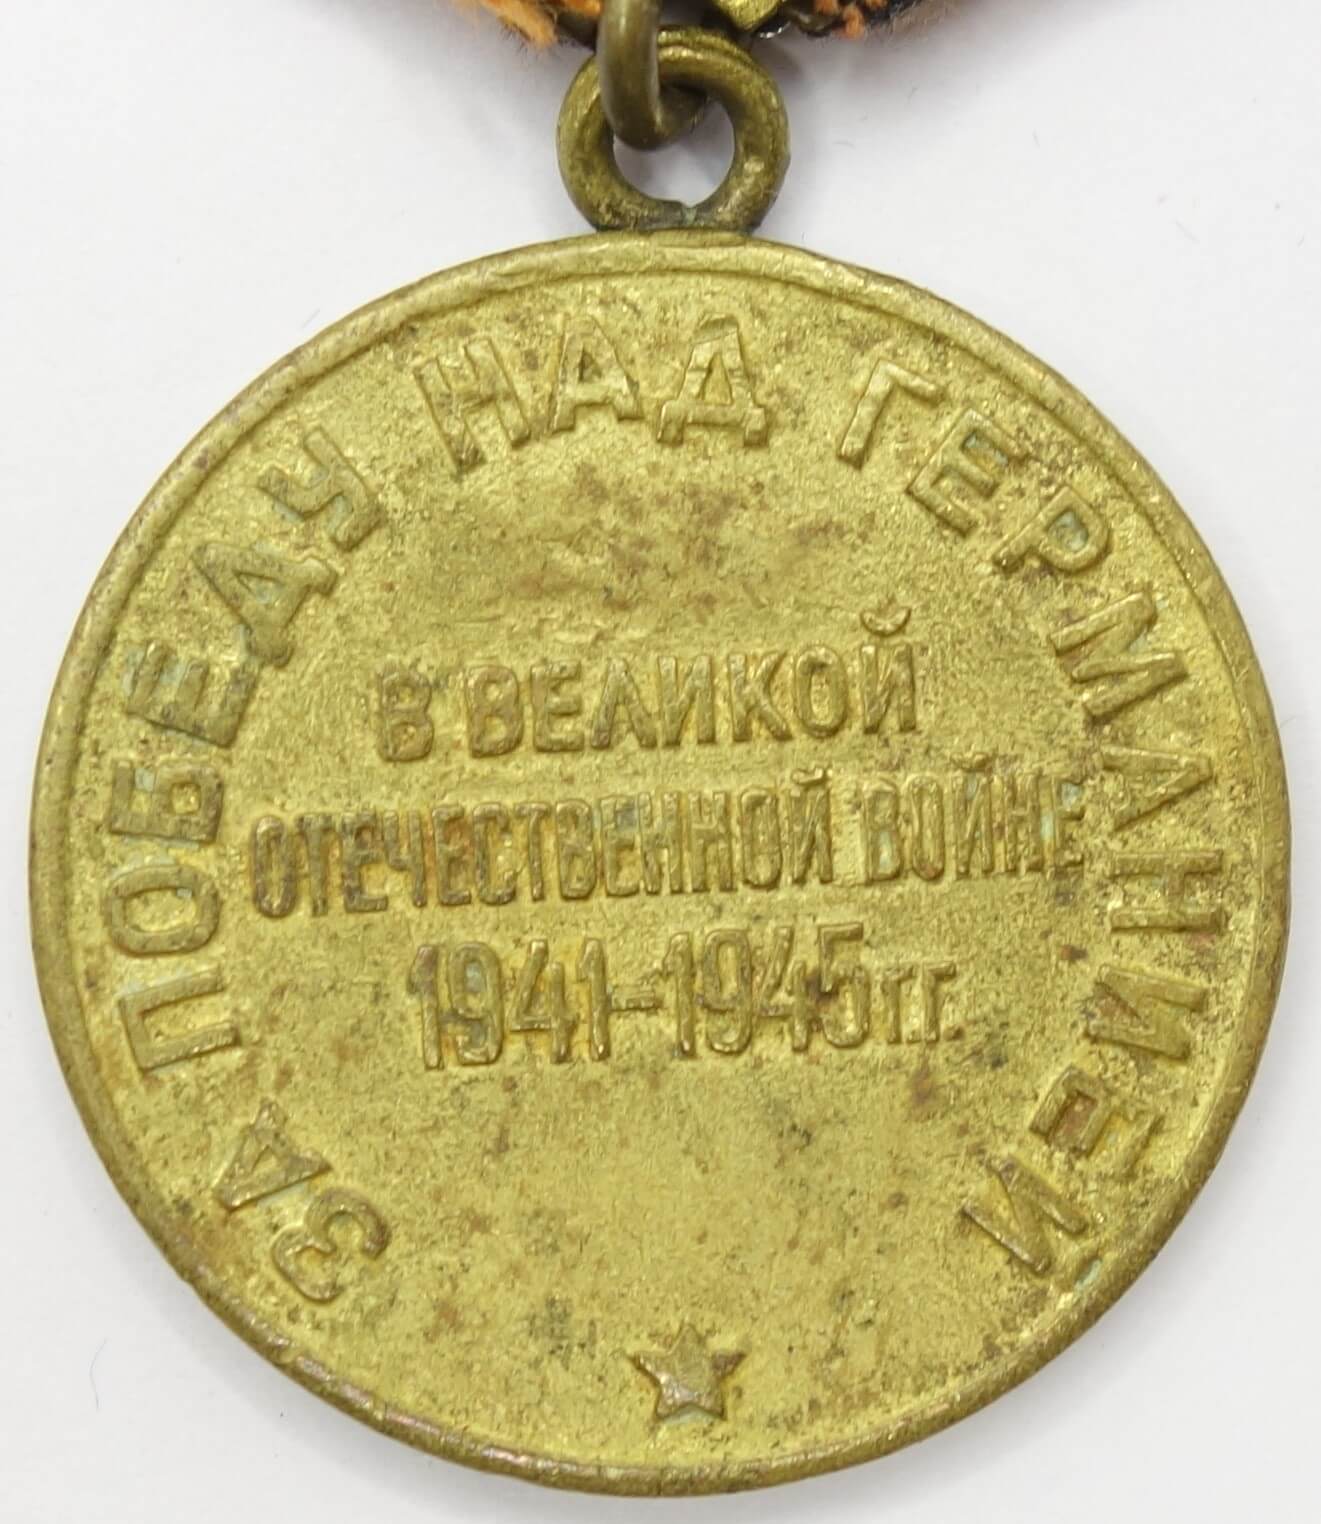 ЗА ПОБЕДУ НАД ГЕРМАНИЕЙ
В ВЕЛИКОЙ
ОТЕЧЕСТВЕННОЙ ВОЙНЕ
1941-1945 г.г.